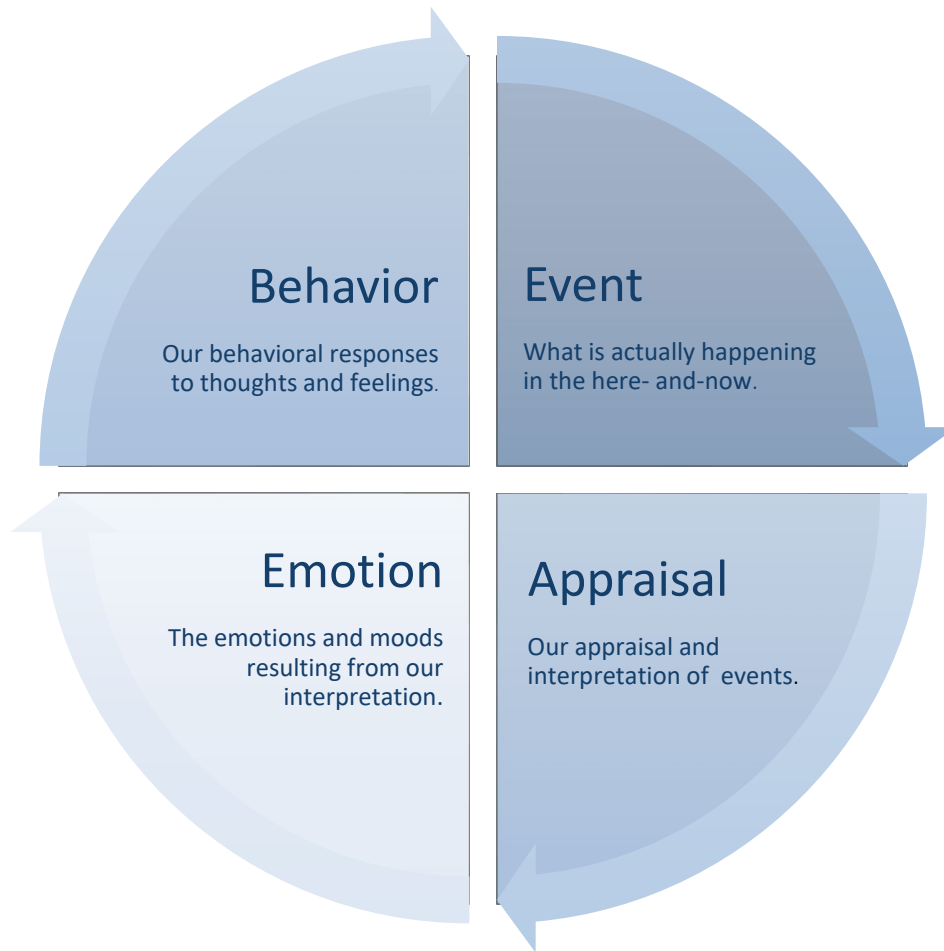 Behavior
Our behavioral responses
to thoughts and feelings.
Event
What is actually happening
in the here- and-now.
Emotion
The emotions and moods
resulting from our
interpretation.
Appraisal
Our appraisal and
interpretation of  events.